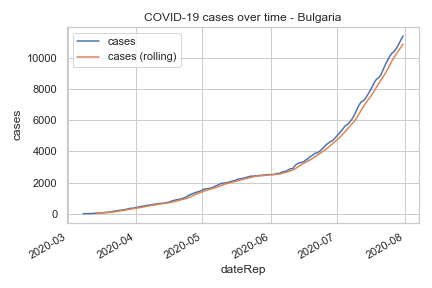 COVID-19 cases over time - Bulgaria
cases
cases (rolling)
10000
8000
6000
4000
2000
0
cases
2020-03
2020-04
2020-05
2020-06
2020-07
2020-08
dateRep